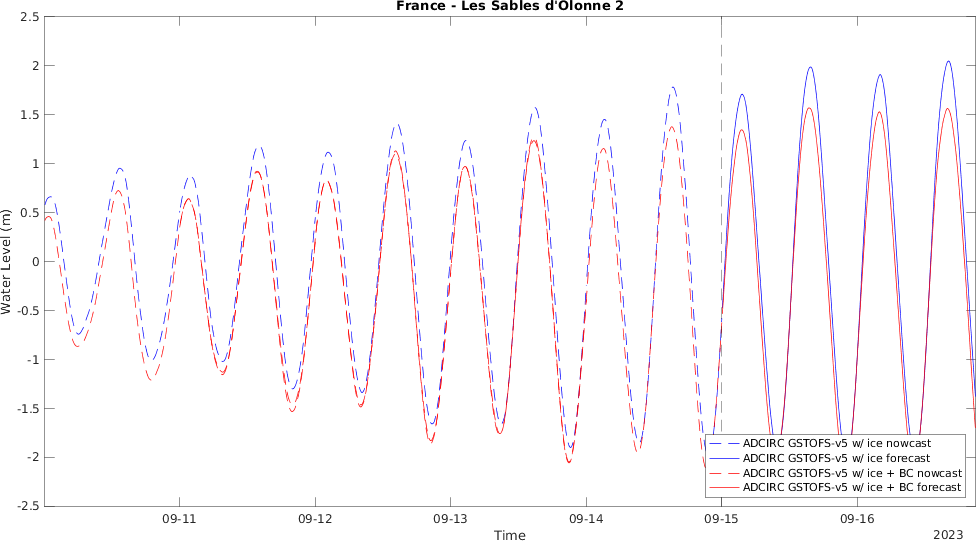 France - Les Sables d'Olonne 2
2.5
2
1.5
1
0.5
0
-0.5
-1
-1.5
-2
-2.5
Water Level (m)
ADCIRC GSTOFS-v5 w/ ice nowcast
ADCIRC GSTOFS-v5 w/ ice forecast
ADCIRC GSTOFS-v5 w/ ice + BC nowcast
ADCIRC GSTOFS-v5 w/ ice + BC forecast
09-11 09-12 09-13 09-14 09-15 09-16
Time
2023